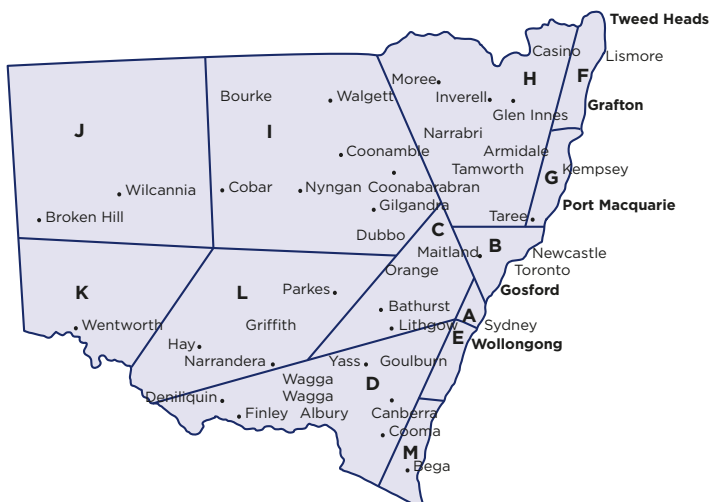 Tweed Heads
Casino
Lismore
Moree
H
F
Bourke
Walgett
Inverell
Grafton
Glen Innes
J
I
Narrabri
Coonamble
Armidale
Tamworth
G
Kempsey
Wilcannia
Cobar
Nyngan
Coonabarabran
Gilgandra
Port Macquarie
Broken Hill
Taree
Dubbo
C
Maitland
B
Newcastle
Orange
Toronto
K
L
Parkes
Gosford
Bathurst
A
Wentworth
Griffith
Lithgow
Sydney
E
Wollongong
Hay
Narrandera
Yass
Goulburn
Wagga
Wagga
D
Deniliquin
Finley
Albury
Canberra
Cooma
M
Bega